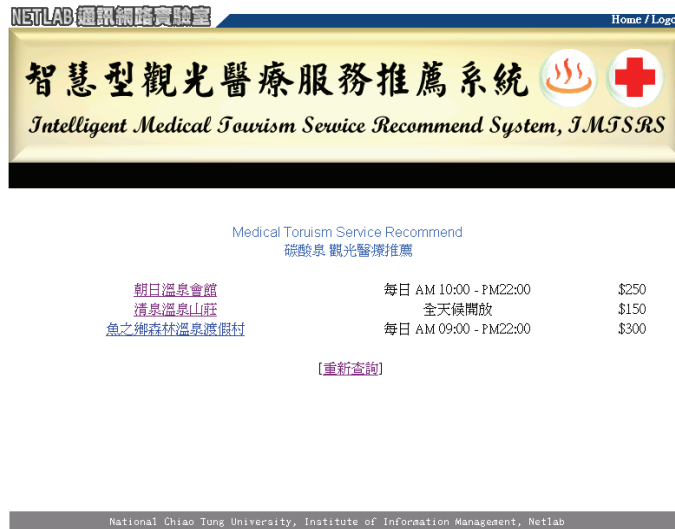 NETLAB 通訊網路實驗室
Home / Logo
智慧型觀光醫療服務推薦系統
Intelligent Medical Tourism Service Recommend System, IMTSRS
Medical Toruism Service Recommend
碳酸泉 觀光醫療推薦
朝日溫泉會館 每日 AM 10:00 - PM22:00 $250
清泉溫泉山莊 全天候開放 $150
魚之鄉森林溫泉渡假村 每日 AM 09:00 - PM22:00 $300
[重新查詢]
National Chiao Tung University, Institute of Information Management, Netlab